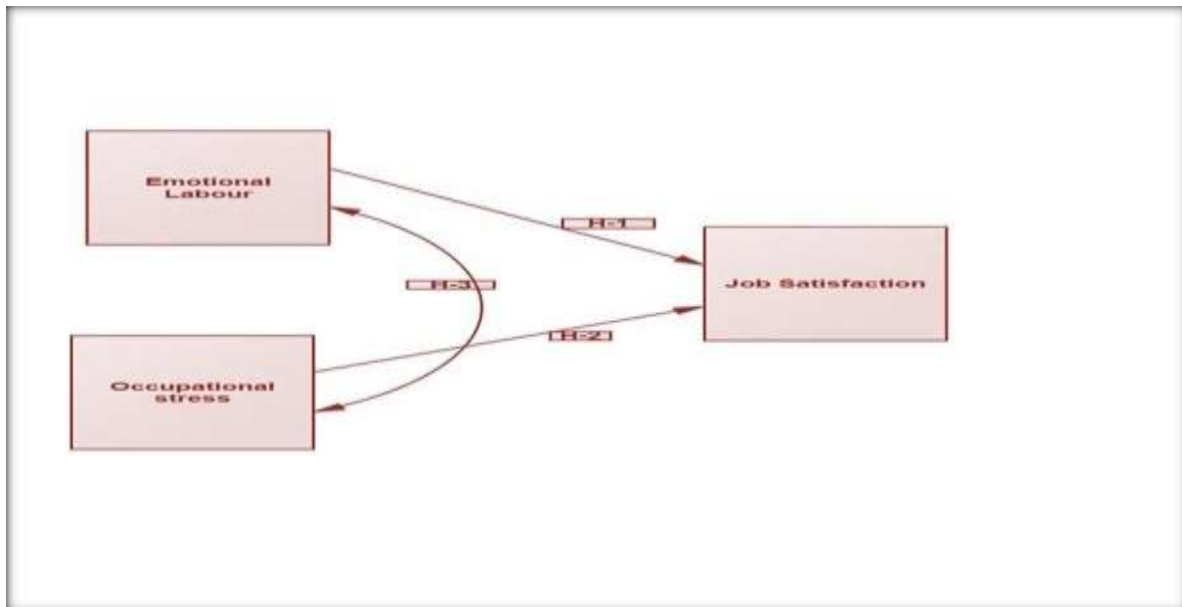 Emotional
Labour
H-1
Job Satisfaction
H-3
H-2
Occupational
stress